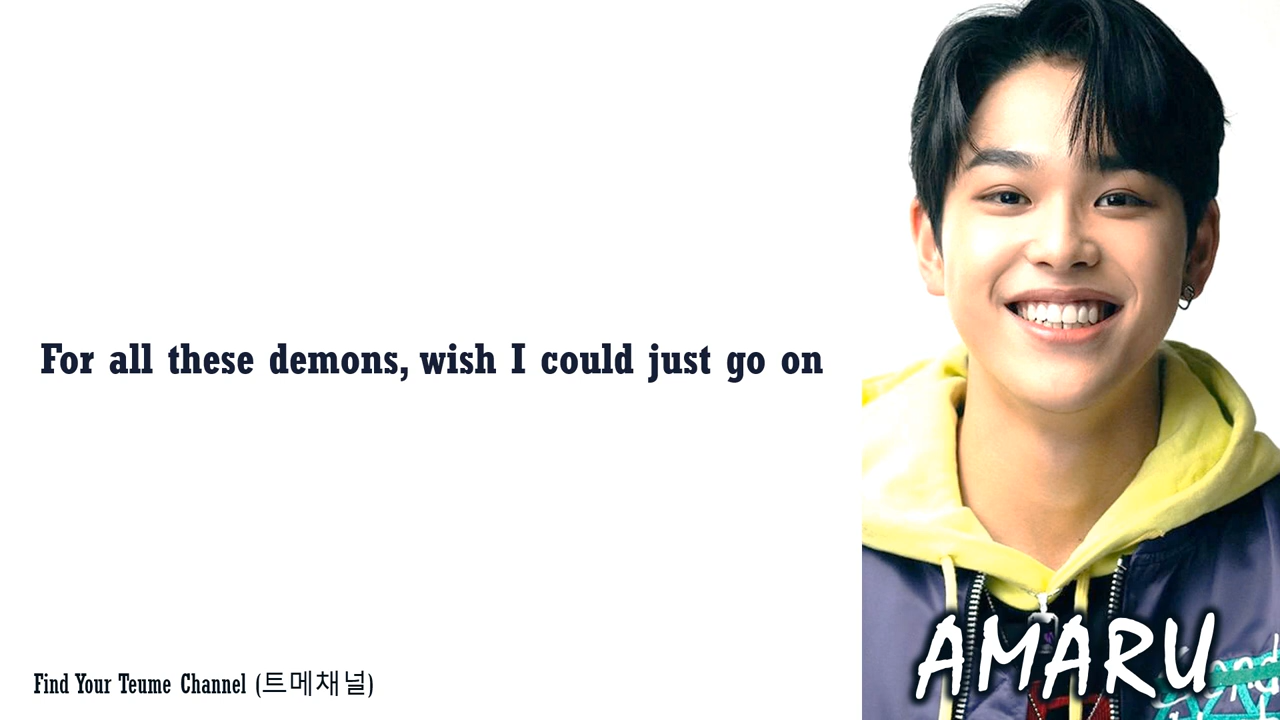 For all these demons, wish I could just go on
Find Your Teume Channel (트메채널)
AMARU